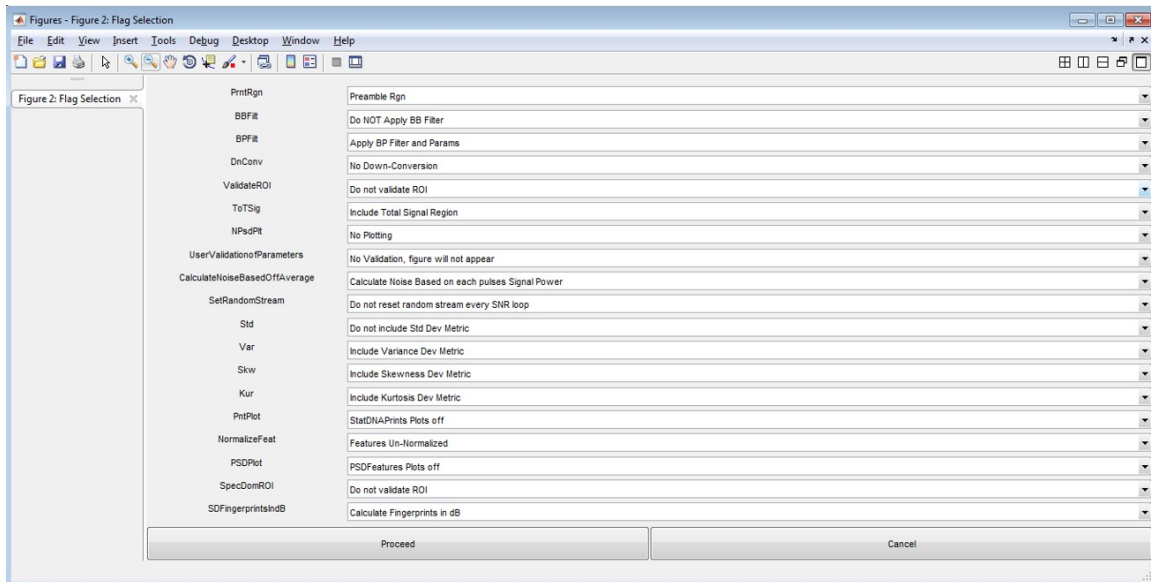 Figures - Figure 2: Flag Selection
File Edit View Insert Tools Debug Desktop Window Help
Figure 2: Flag Selection
PrntRgn Preamble Rgn
BBFilt Do NOT Apply BB Filter
BPFilt Apply BP Filter and Params
DnConv No Down-Conversion
ValidateROI Do not validate ROI
ToTSig Include Total Signal Region
NPsdPlt No Plotting
UserValidationofParameters No Validation, figure will not appear
CalculateNoiseBasedOffAverage Calculate Noise Based on each pulses Signal Power
SetRandomStream Do not reset random stream every SNR loop
Std Do not include Std Dev Metric
Var Include Variance Dev Metric
Skw Include Skewness Dev Metric
Kur Include Kurtosis Dev Metric
PntPlot StatDNAPrints Plots off
NormalizeFeat Features Un-Normalized
PSDPlot PSDFeatures Plots off
SpecDomROI Do not validate ROI
SDFingerprintsIndB Calculate Fingerprints in dB
Proceed Cancel